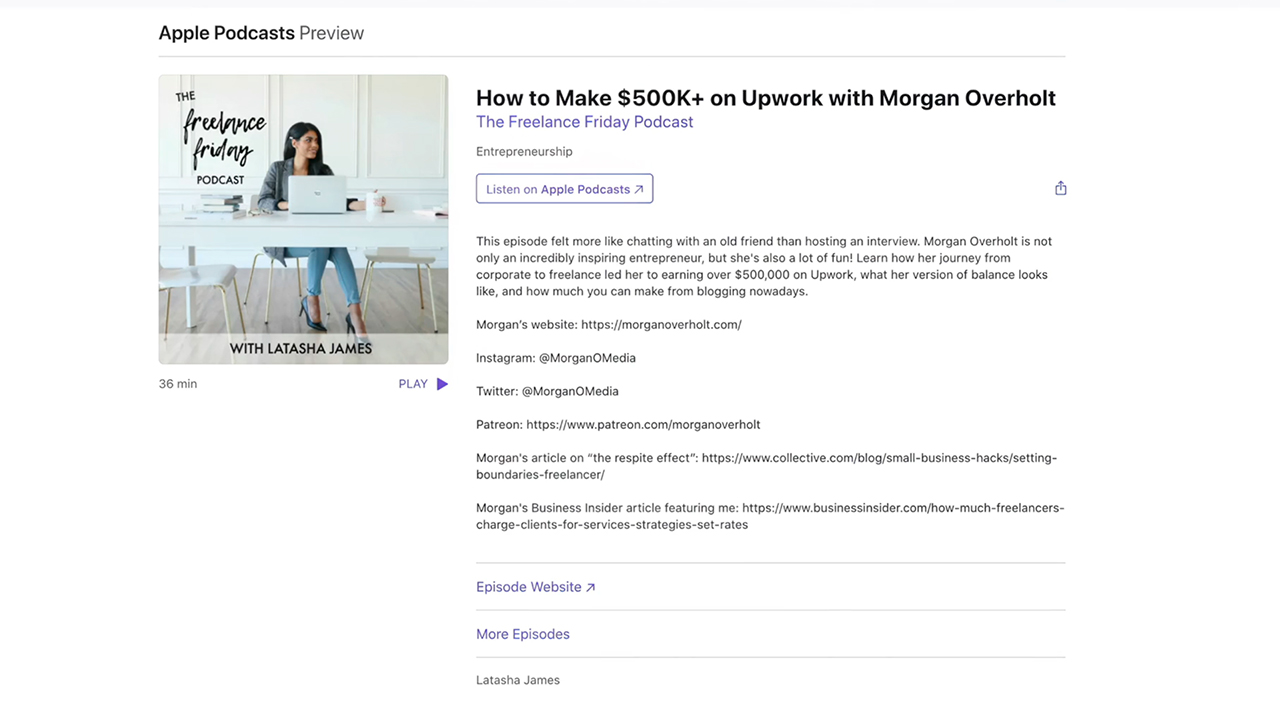 Apple Podcasts Preview
THE
freelance
friday
PODCAST
WITH LATASHA JAMES
36 min
PLAY
How to Make $500K+ on Upwork with Morgan Overholt
The Freelance Friday Podcast
Entrepreneurship
Listen on Apple Podcasts ↗
This episode felt more like chatting with an old friend than hosting an interview. Morgan Overholt is not
only an incredibly inspiring entrepreneur, but she's also a lot of fun! Learn how her journey from
corporate to freelance led her to earning over $500,000 on Upwork, what her version of balance looks
like, and how much you can make from blogging nowadays.
Morgan's website: https://morganoverholt.com/
Instagram: @MorganOMedia
Twitter: @MorganOMedia
Patreon: https://www.patreon.com/morganoverholt
Morgan's article on “the respite effect”: https://www.collective.com/blog/small-business-hacks/setting-
boundaries-freelancer/
Morgan's Business Insider article featuring me: https://www.businessinsider.com/how-much-freelancers-
charge-clients-for-services-strategies-set-rates
Episode Website ↗
More Episodes
Latasha James